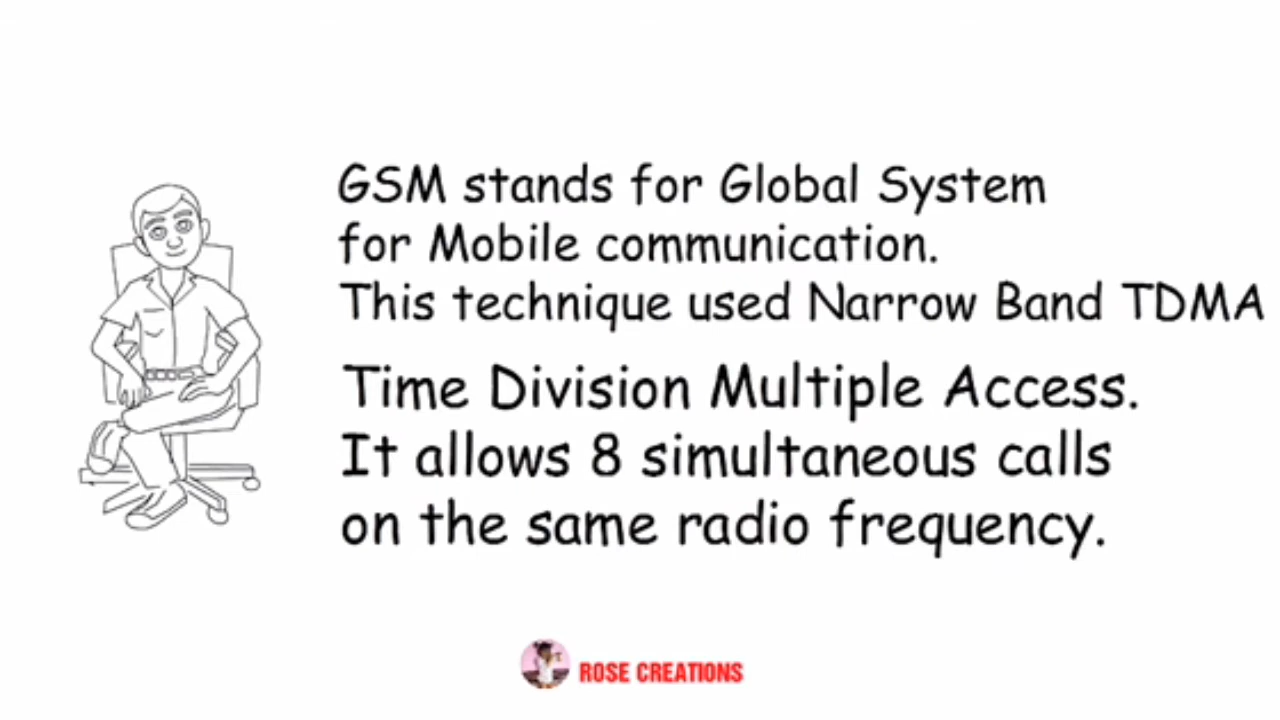 GSM stands for Global System
for Mobile communication.
This technique used Narrow Band TDMA
Time Division Multiple Access.
It allows 8 simultaneous calls
on the same radio frequency.
ROSE CREATIONS